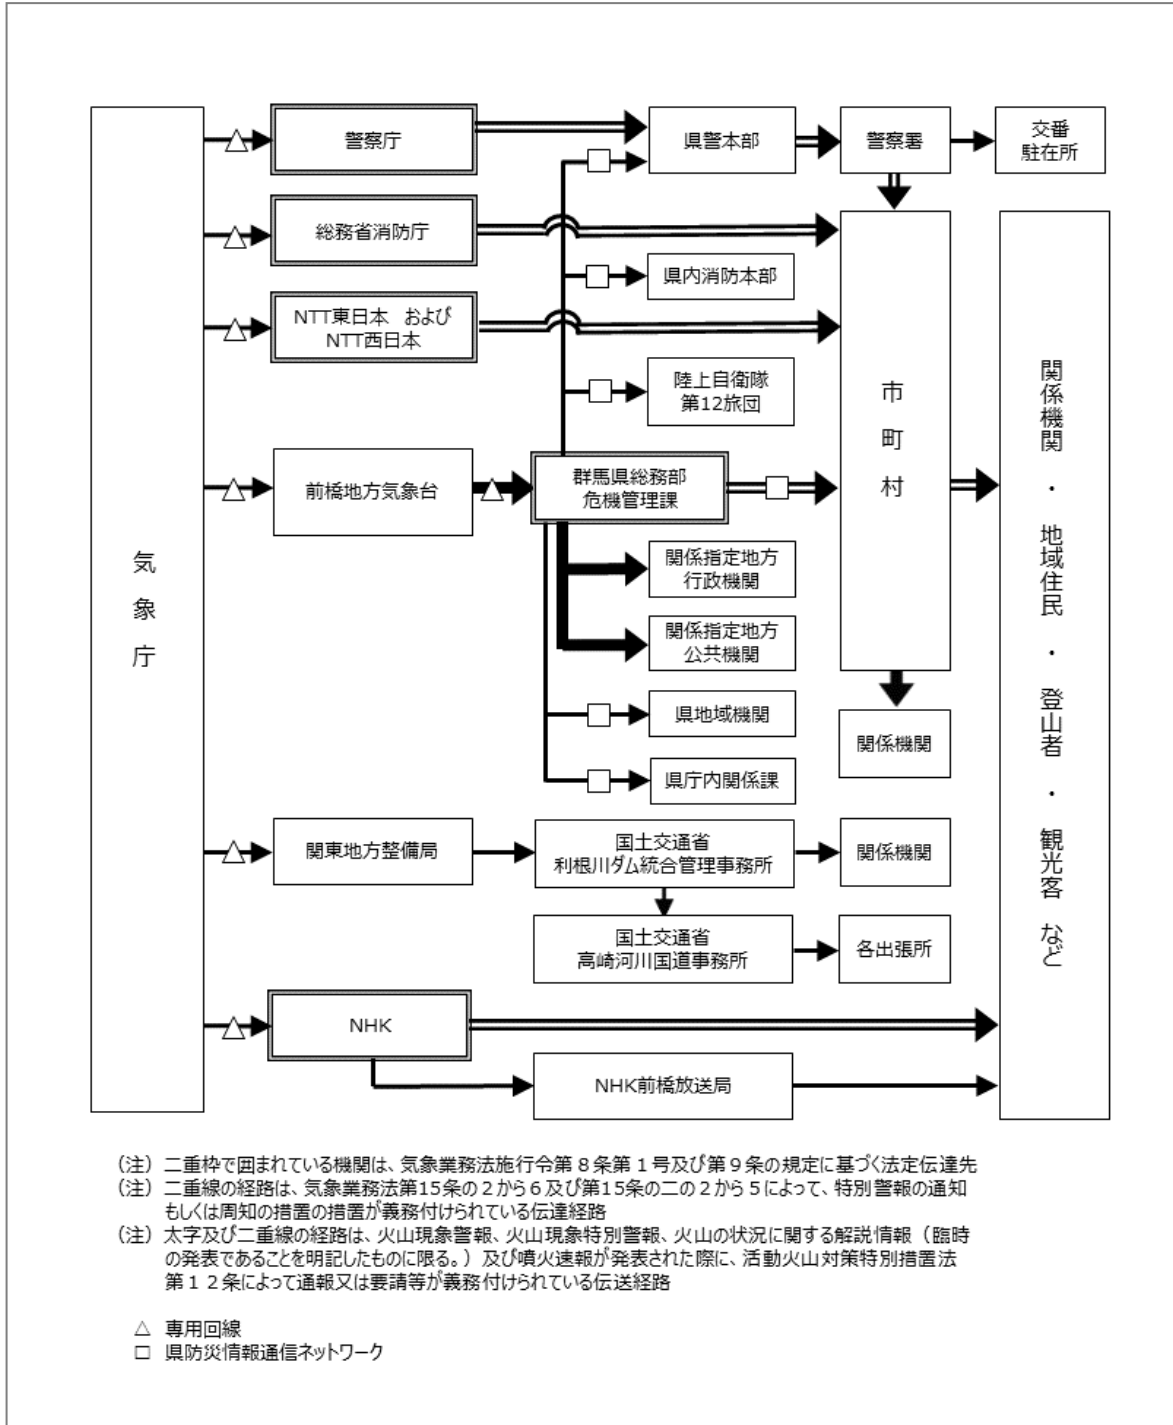 気象庁
警察庁
県警本部
警察署
交番
駐在所
総務省消防庁
県内消防本部
NTT東日本　および
NTT西日本
陸上自衛隊
第12旅団
市町村
関係機関　・　地域住民　・　登山者　・　観光客　など
前橋地方気象台
群馬県総務部
危機管理課
関係指定地方
行政機関
関係指定地方
公共機関
県地域機関
関係機関
県庁内関係課
関東地方整備局
国土交通省
利根川ダム統合管理事務所
関係機関
国土交通省
高崎河川国道事務所
各出張所
NHK
NHK前橋放送局
（注）二重枠で囲まれている機関は、気象業務法施行令第８条第１号及び第９条の規定に基づく法定伝達先
（注）二重線の経路は、気象業務法第15条の２から６及び第15条の二の２から５によって、特別警報の通知
もしくは周知の措置の措置が義務付けられている伝達経路
（注）太字及び二重線の経路は、火山現象警報、火山現象特別警報、火山の状況に関する解説情報（臨時
の発表であることを明記したものに限る。）及び噴火速報が発表された際に、活動火山対策特別措置法
第１２条によって通報又は要請等が義務付けられている伝送経路
△　専用回線
□　県防災情報通信ネットワーク